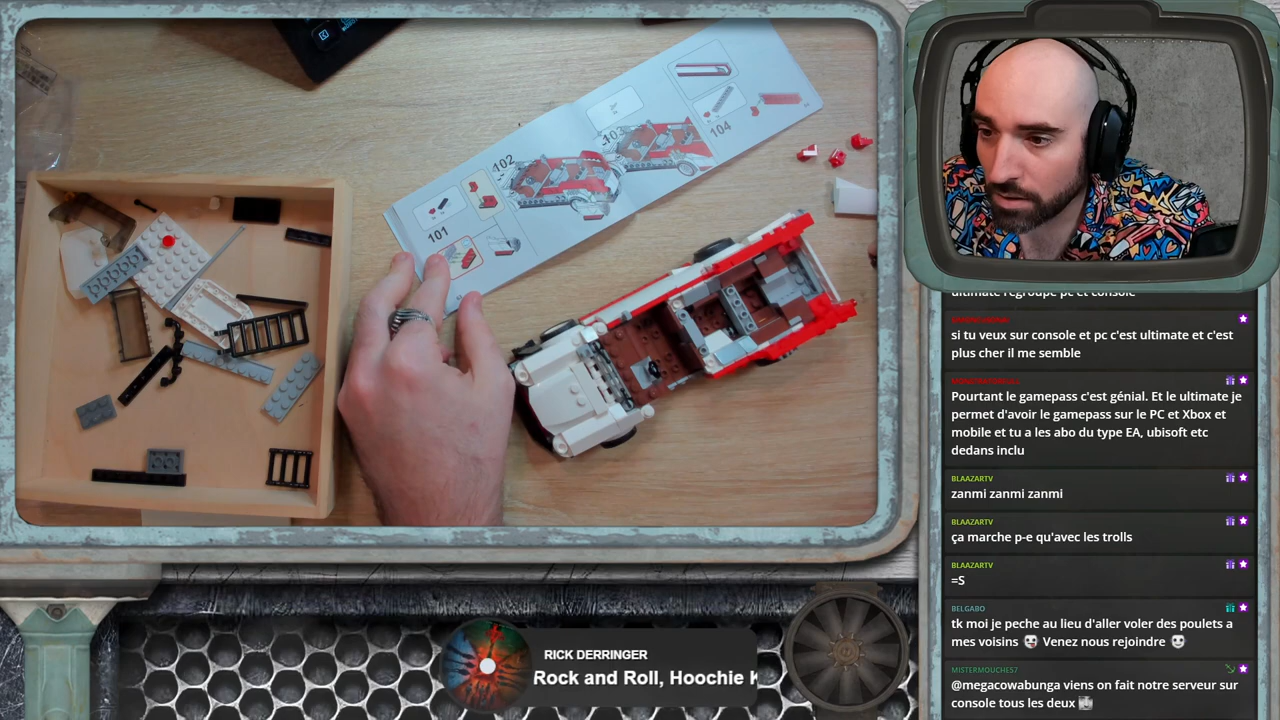 102
103
104
101
ultimate regroupe pc et console
si tu veux sur console et pc c'est ultimate et c'est
plus cher il me semble
Pourtant le gamepass c'est génial. Et le ultimate je
permet d'avoir le gamepass sur le PC et Xbox et
mobile et tu a les abo du type EA, ubisoft etc
dedans inclu
BLAAZARTV
zanmi zanmi zanmi
BLAAZARTV
ça marche p-e qu'avec les trolls
BLAAZARTV
=S
BELGABO
tk moi je peche au lieu d'aller voler des poulets a
mes voisins Venez nous rejoindre
MISTERMOUCHES7
@megacowabunga viens on fait notre serveur sur
console tous les deux
RICK DERRINGER
Rock and Roll, Hoochie K